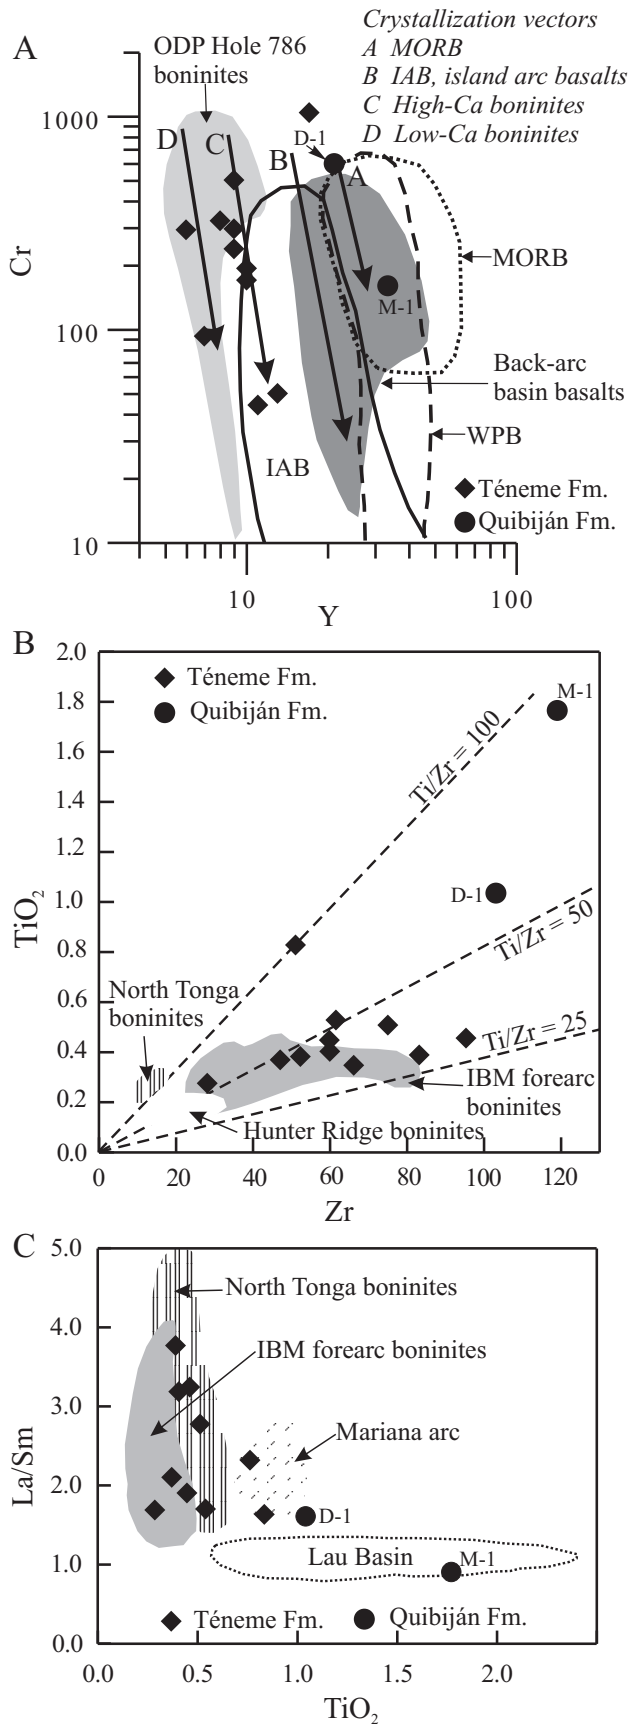 A
ODP Hole 786
boninites
Crystallization vectors
A MORB
B IAB, island arc basalts
C High-Ca boninites
D Low-Ca boninites
1000
D
C
B
D-1
A
Cr
MORB
M-1
100
Back-arc
basin basalts
WPB
IAB
Téneme Fm.
Quibiján Fm.
10
10
100
Y
B
2.0
Téneme Fm.
Quibiján Fm.
M-1
1.8
Ti/Zr = 100
1.6
1.4
1.2
TiO2
1.0
D-1
Ti/Zr = 50
0.8
North Tonga
boninites
0.6
Ti/Zr = 25
0.4
IBM forearc
boninites
0.2
Hunter Ridge boninites
0.0
0
20
40
60
80
100
120
Zr
C
5.0
North Tonga boninites
4.0
IBM forearc boninites
3.0
Mariana arc
La/Sm
2.0
D-1
Lau Basin
M-1
1.0
Téneme Fm.
Quibiján Fm.
0.0
0.0
0.5
1.0
1.5
2.0
TiO2